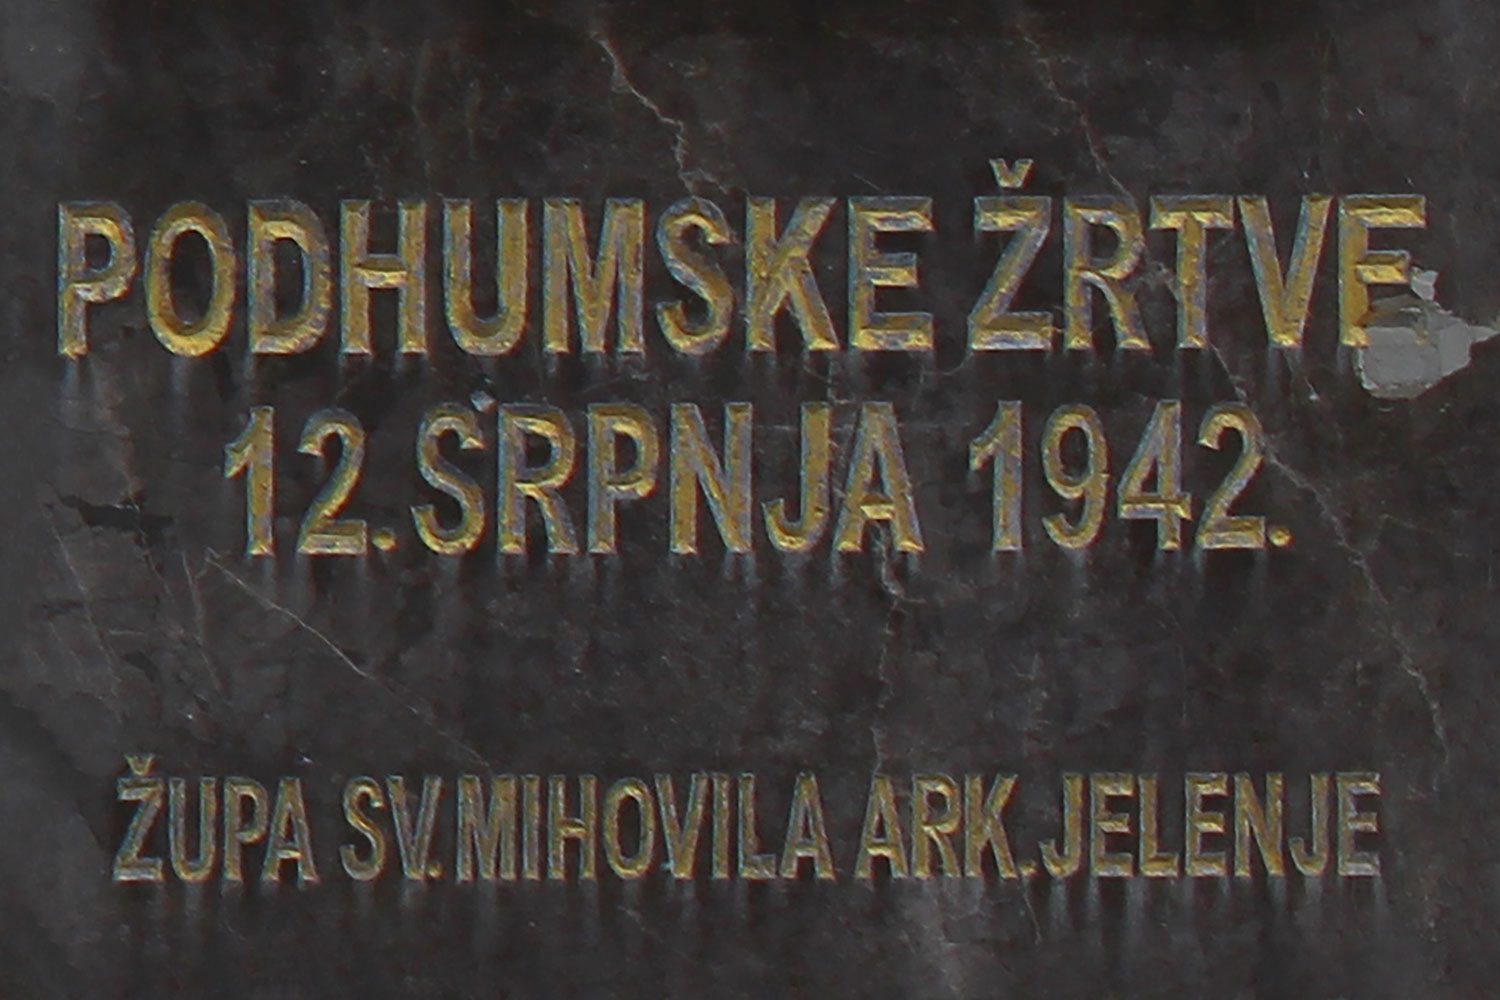 PODHUMSKE ŽRTVE
12. SRPNJA 1942.
ŽUPA SV. MIHOVILA ARK. JELENJE